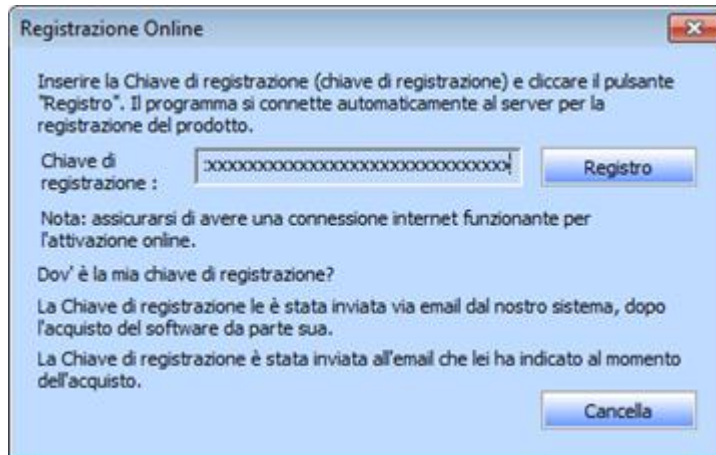 Registrazione Online
Inserire la Chiave di registrazione (chiave di registrazione) e cliccare il pulsante
"Registro". Il programma si connette automaticamente al server per la
registrazione del prodotto.
Chiave di
registrazione :
:xxxxxxxxxxxxxxxxxxxxxxxxxxxxxxx
Registro
Nota: assicurarsi di avere una connessione internet funzionante per
l'attivazione online.
Dov' è la mia chiave di registrazione?
La Chiave di registrazione le è stata inviata via email dal nostro sistema, dopo
l'acquisto del software da parte sua.
La Chiave di registrazione è stata inviata all'email che lei ha indicato al momento
dell'acquisto.
Cancella